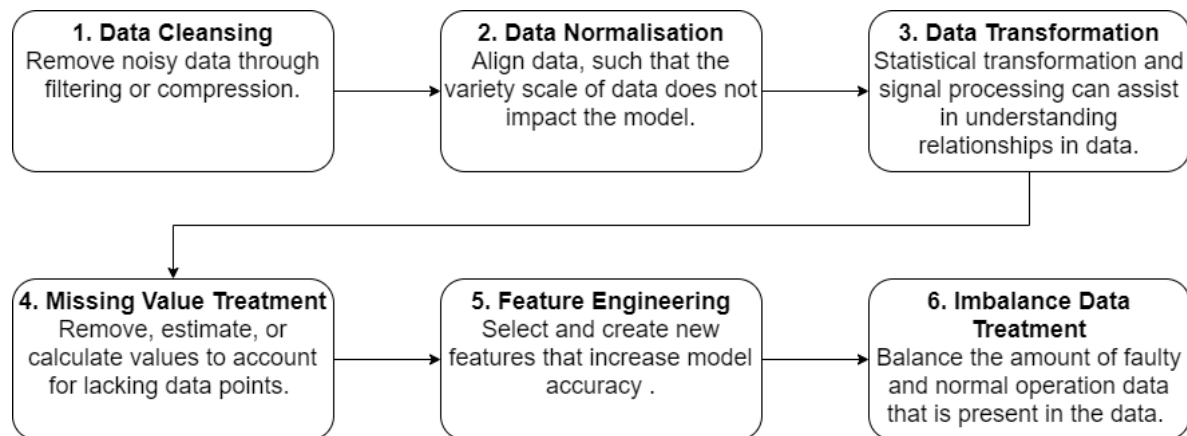 1. Data Cleansing
Remove noisy data through
filtering or compression.
2. Data Normalisation
Align data, such that the
variety scale of data does not
impact the model.
3. Data Transformation
Statistical transformation and
signal processing can assist
in understanding
relationships in data.
4. Missing Value Treatment
Remove, estimate, or
calculate values to account
for lacking data points.
5. Feature Engineering
Select and create new
features that increase model
accuracy .
6. Imbalance Data
Treatment
Balance the amount of faulty
and normal operation data
that is present in the data.